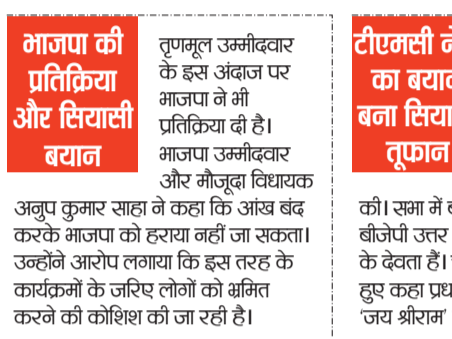 भाजपा की
प्रतिक्रिया
और सियासी
बयान
तृणमूल उम्मीदवार
के इस अंदाज पर
भाजपा ने भी
प्रतिक्रिया दी है।
भाजपा उम्मीदवार
और मौजूदा विधायक
अनुप कुमार साहा ने कहा कि आंख बंद
करके भाजपा को हराया नहीं जा सकता।
उन्होंने आरोप लगाया कि इस तरह के
कार्यक्रमों के जरिए लोगों को भ्रमित
करने की कोशिश की जा रही है।
टीएमसी
का
बना
तूफान
की। सभा में
बीजेपी उत्तर
के देवता हैं।
हुए कहा
'जय श्रीराम'